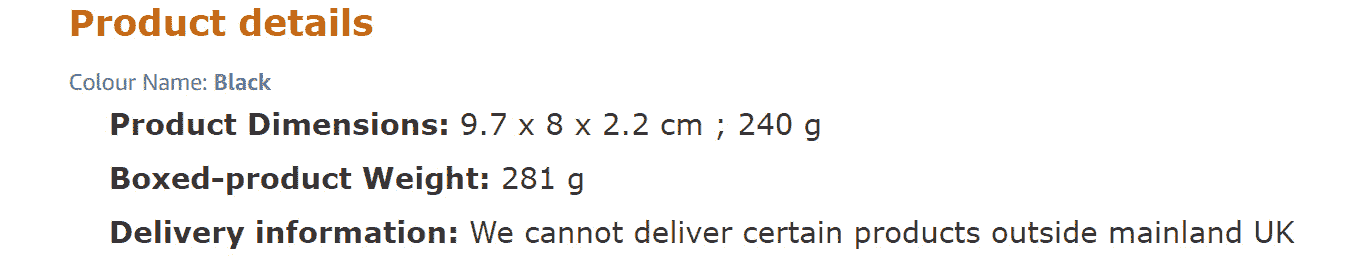 Product details
Colour Name: Black
Product Dimensions: 9.7 x 8 x 2.2 cm ; 240 g
Boxed-product Weight: 281 g
Delivery information: We cannot deliver certain products outside mainland UK